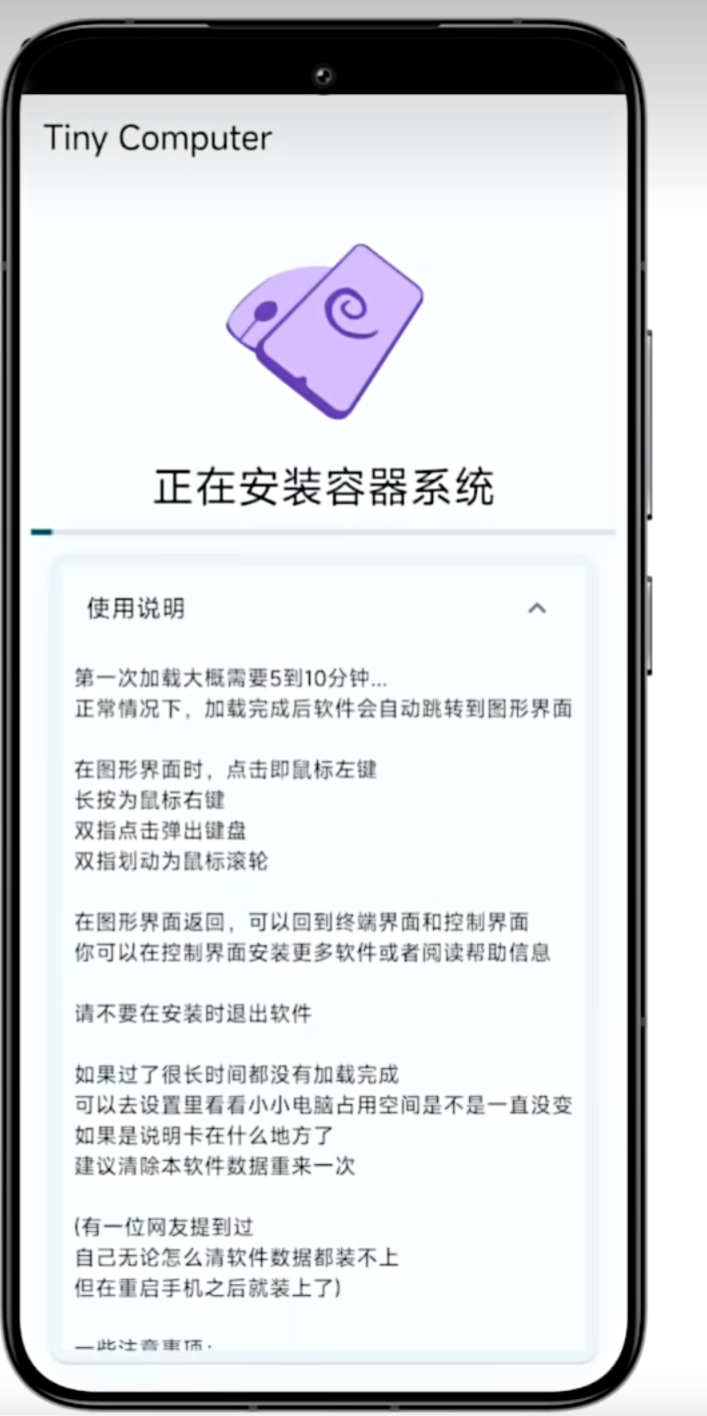 Tiny Computer
正在安装容器系统
使用说明
第一次加载大概需要5到10分钟...
正常情况下，加载完成后软件会自动跳转到图形界面
在图形界面时，点击即鼠标左键
长按为鼠标右键
双指点击弹出键盘
双指划动为鼠标滚轮
在图形界面返回，可以回到终端界面和控制界面
你可以在控制界面安装更多软件或者阅读帮助信息
请不要在安装时退出软件
如果过了很长时间都没有加载完成
可以去设置里看看小小电脑占用空间是不是一直没变
如果是说明卡在什么地方了
建议清除本软件数据重来一次
(有一位网友提到过
自己无论怎么清软件数据都装不上
但在重启手机之后就装上了)
一些注意事项：